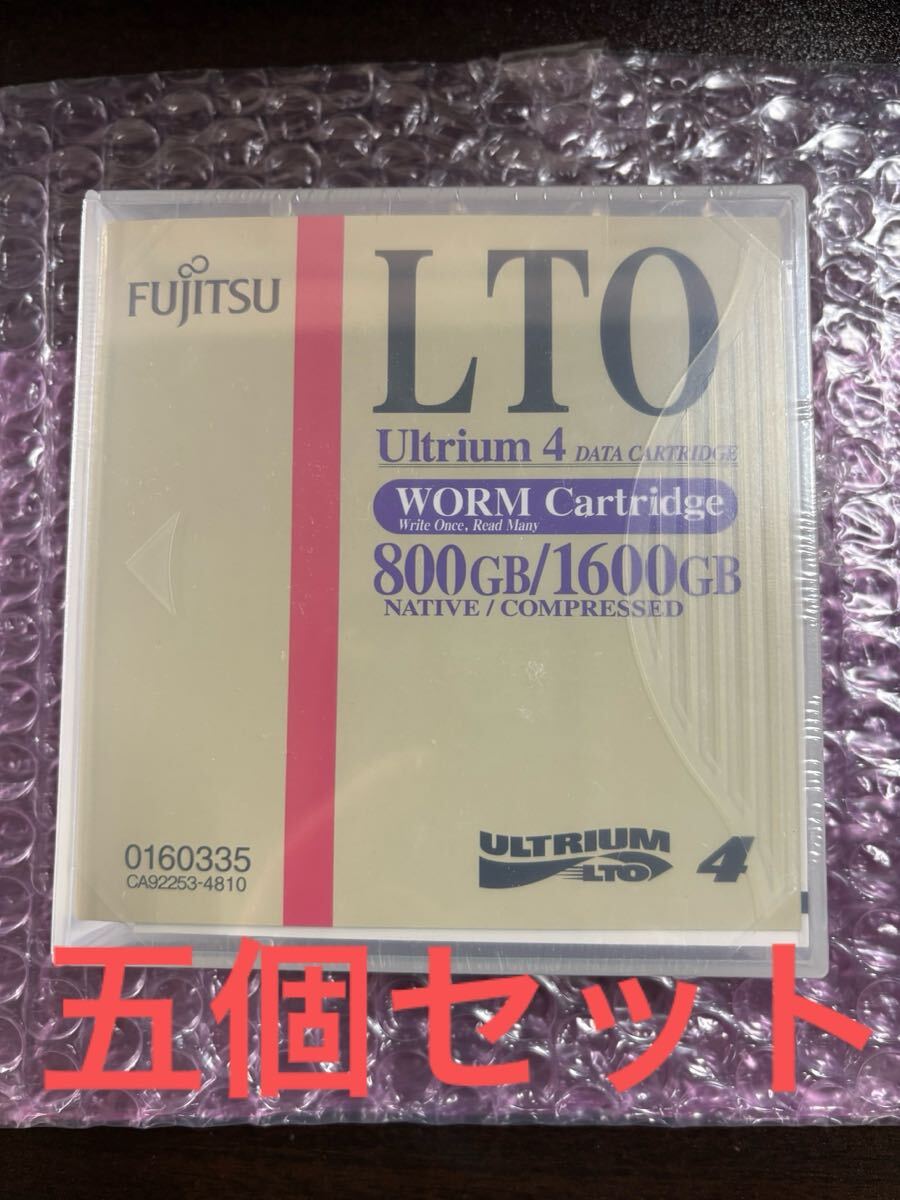 FUJITSU
LTO
Ultrium 4 DATA CARTRIDGE
WORM Cartridge
Write Once, Read Many
800GB/1600GB
NATIVE / COMPRESSED
0160335
CA92253-4810
ULTRIUM
LTO
4
五個セット